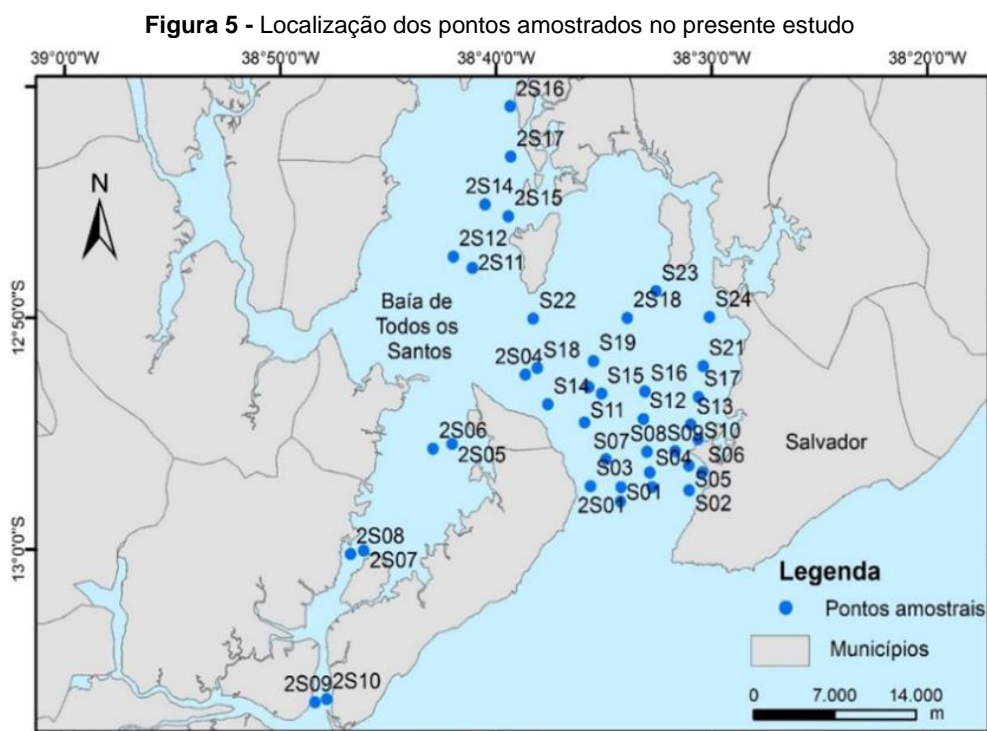 Figura 5 - Localização dos pontos amostrados no presente estudo
39°0'0"W 38°50'0"W 38°40'0"W 38°30'0"W 38°20'0"W
2S16
2S17
N
2S14
2S15
2S12
2S11
S23
Baía de
Todos os
Santos
S22
2S18
S24
12°50'0"S
S19
S21
2S04
S18
S15
S16
S17
S14
S12
S13
S11
2S06
2S05
S07
S08
S09
S10
Salvador
S03
S04
S06
S05
2S01
S01
S02
2S08
2S07
13°0'0"S
Legenda
Pontos amostrais
Municípios
2S09
2S10
0 7.000 14.000
m